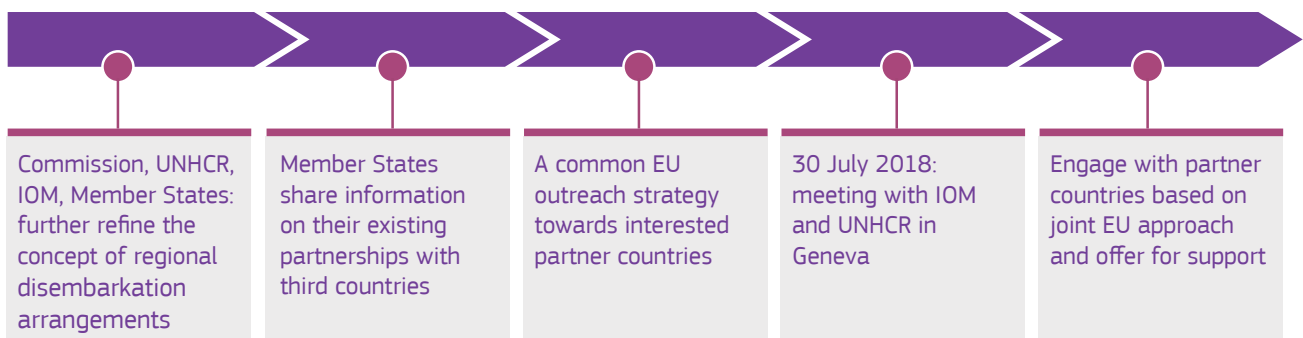 Commission, UNHCR,
IOM, Member States:
further refine the
concept of regional
disembarkation
arrangements
Member States
share information
on their existing
partnerships with
third countries
A common EU
outreach strategy
towards interested
partner countries
30 July 2018:
meeting with IOM
and UNHCR in
Geneva
Engage with partner
countries based on
joint EU approach
and offer for support